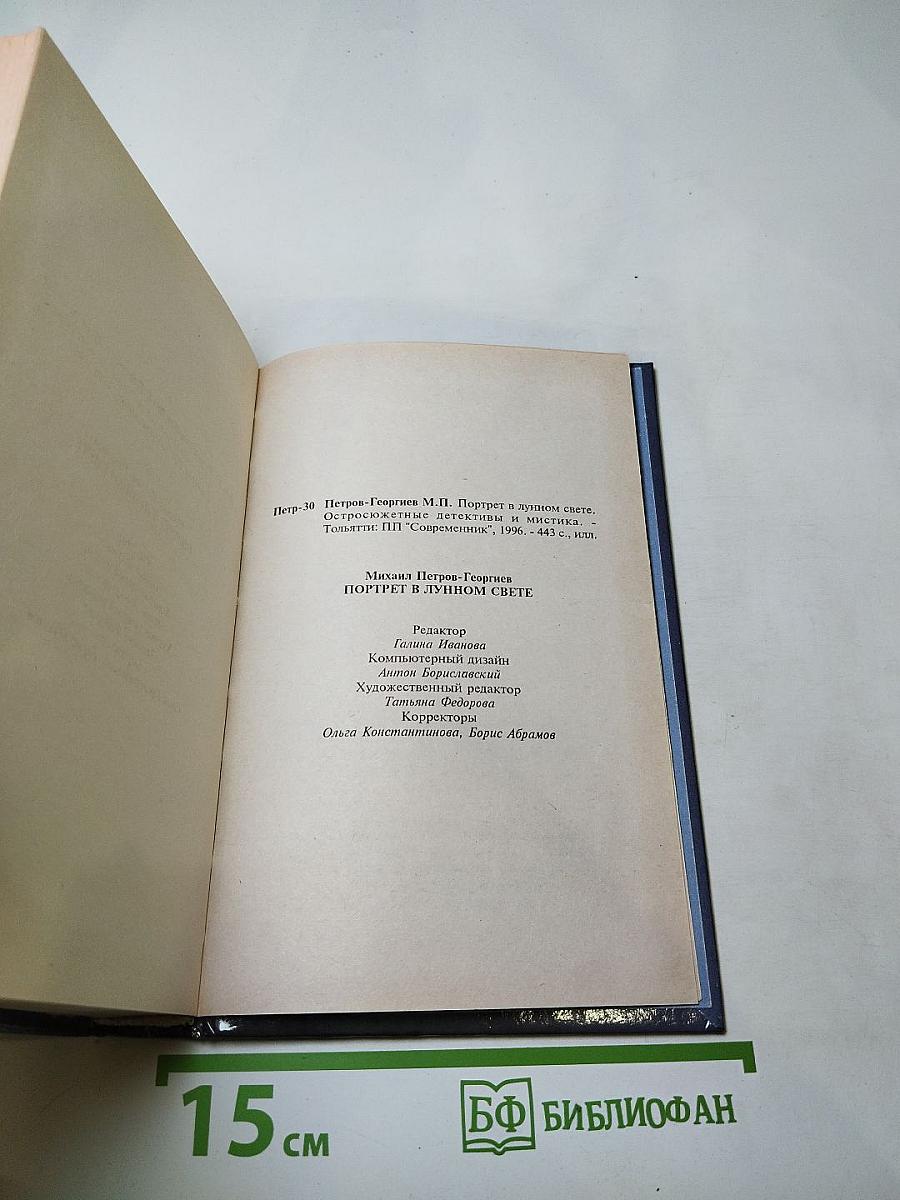 Петр-30 Петров-Георгиев М.П. Портрет в лунном свете.
Остросюжетные детективы и мистика. -
Тольятти: ПП "Современник", 1996. - 443 с., илл.
Михаил Петров-Георгиев
ПОРТРЕТ В ЛУННОМ СВЕТЕ
Редактор
Галина Иванова
Компьютерный дизайн
Антон Бориславский
Художественный редактор
Татьяна Федорова
Корректоры
Ольга Константинова, Борис Абрамов
15 см
БФ БИБЛИОФАН